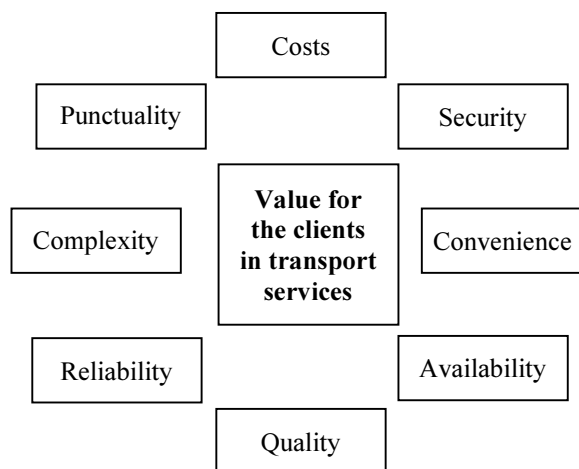 Costs
Punctuality
Security
Value for
the clients
in transport
services
Complexity
Convenience
Reliability
Availability
Quality